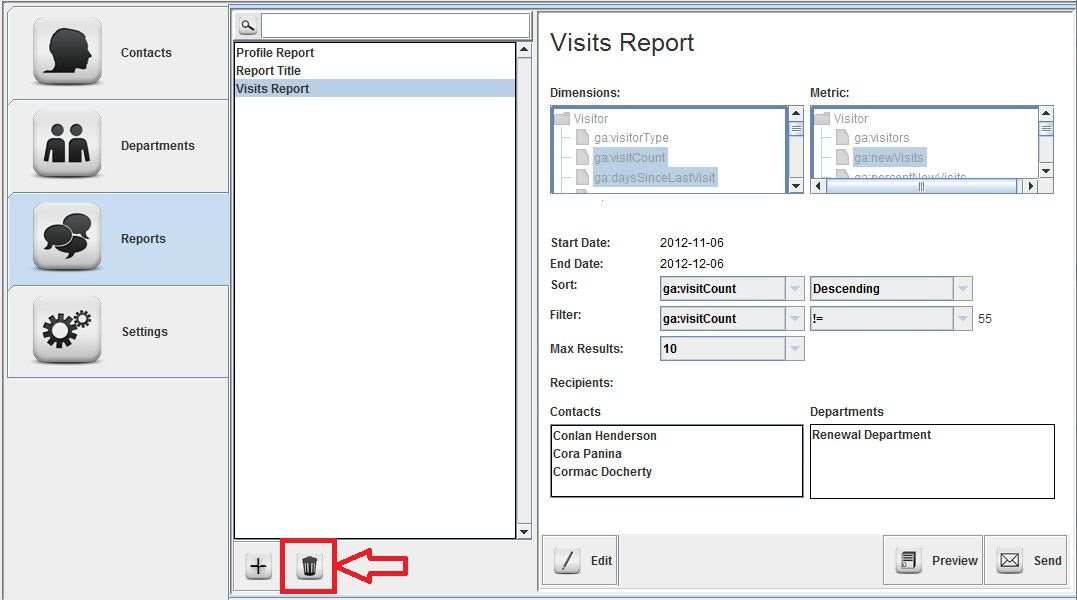 Contacts
Departments
Reports
Settings
Profile Report
Report Title
Visits Report
Visits Report
Dimensions:
Metric:
Visitor
ga:visitorType
ga:visitCount
ga:daysSinceLastVisit
Visitor
ga:visitors
ga:newVisits
ga:percentNewVisits
Start Date: 2012-11-06
End Date: 2012-12-06
Sort: ga:visitCount Descending
Filter: ga:visitCount != 55
Max Results: 10
Recipients:
Contacts
Conlan Henderson
Cora Panina
Cormac Docherty
Departments
Renewal Department
Edit
Preview
Send